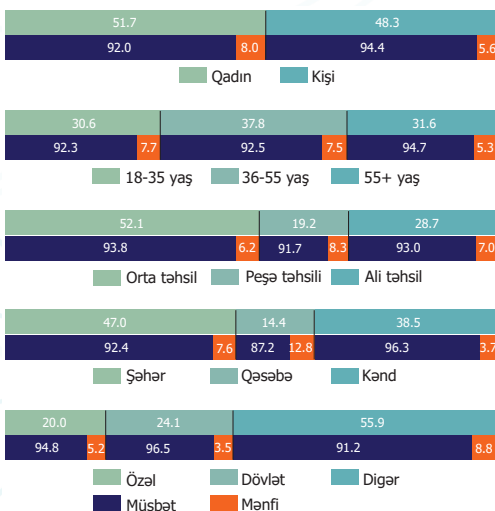 51.7 48.3
92.0 8.0 94.4 5.6
Qadın Kişi
30.6 37.8 31.6
92.3 7.7 92.5 7.5 94.7 5.3
18-35 yaş 36-55 yaş 55+ yaş
52.1 19.2 28.7
93.8 6.2 91.7 8.3 93.0 7.0
Orta təhsil Peşə təhsili Ali təhsil
47.0 14.4 38.5
92.4 7.6 87.2 12.8 96.3 3.7
Şəhər Qəsəbə Kənd
20.0 24.1 55.9
94.8 5.2 96.5 3.5 91.2 8.8
Özəl Dövlət Digər
Müsbət Mənfi